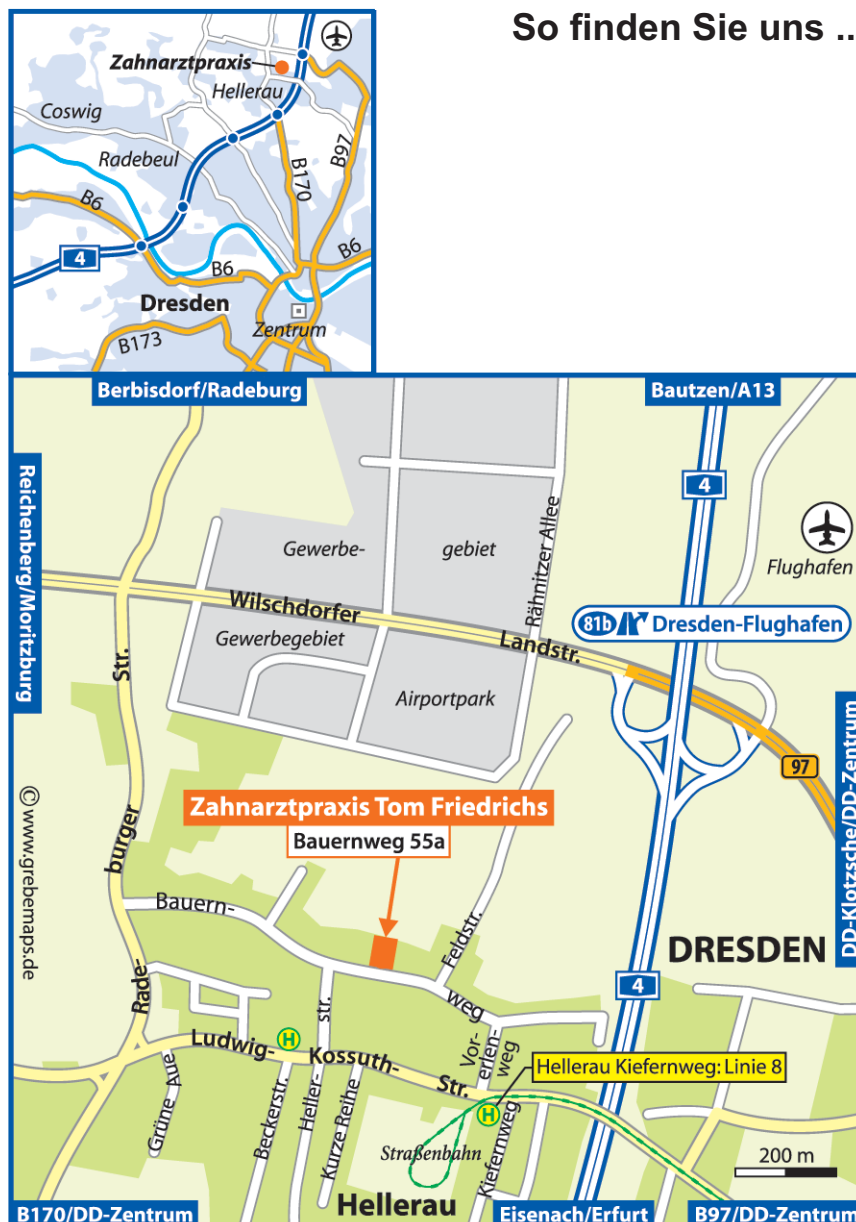 So finden Sie uns ..
Zahnarztpraxis
Hellerau
Coswig
Radebeul
B97
B170
B6
B6
4
B6
Dresden
Zentrum
B173
Berbisdorf/Radeburg
Bautzen/A13
Reichenberg/Moritzburg
4
Rähnitzer Allee
Gewerbe-
gebiet
Flughafen
Wilschdorfer
Landstr.
81b Dresden-Flughafen
Gewerbegebiet
Str.
Airportpark
97
DD-Klotzsche/DD-Zentrum
© www.grebemaps.de
Zahnarztpraxis Tom Friedrichs
Bauernweg 55a
burger
Bauern-
Feldstr.
DRESDEN
4
Rade-
str.
weg
Ludwig-
H
Kossuth-
Str.
Vor-
erlen-
weg
Hellerau Kiefernweg: Linie 8
H
Grüne Aue
Beckerstr.
Heller-
Kurze Reihe
Straßenbahn
Kiefernweg
200 m
Hellerau
B170/DD-Zentrum
Eisenach/Erfurt
B97/DD-Zentrum